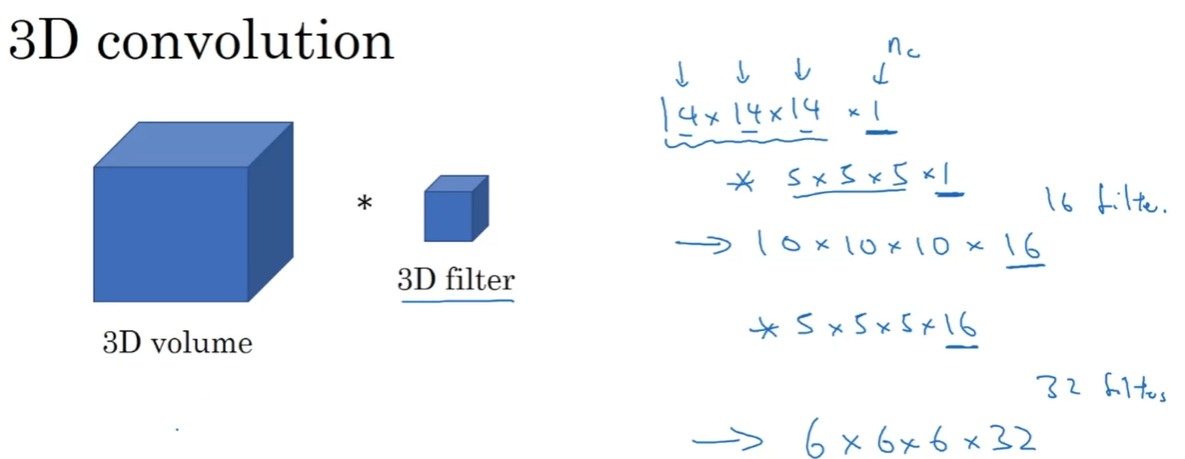 3D convolution
*
3D filter
3D volume
nc
14 × 14 × 14 × 1
* 5 × 5 × 5 × 1
16 filte.
→ 10 × 10 × 10 × 16
* 5 × 5 × 5 × 16
32 filtes
→ 6 × 6 × 6 × 32